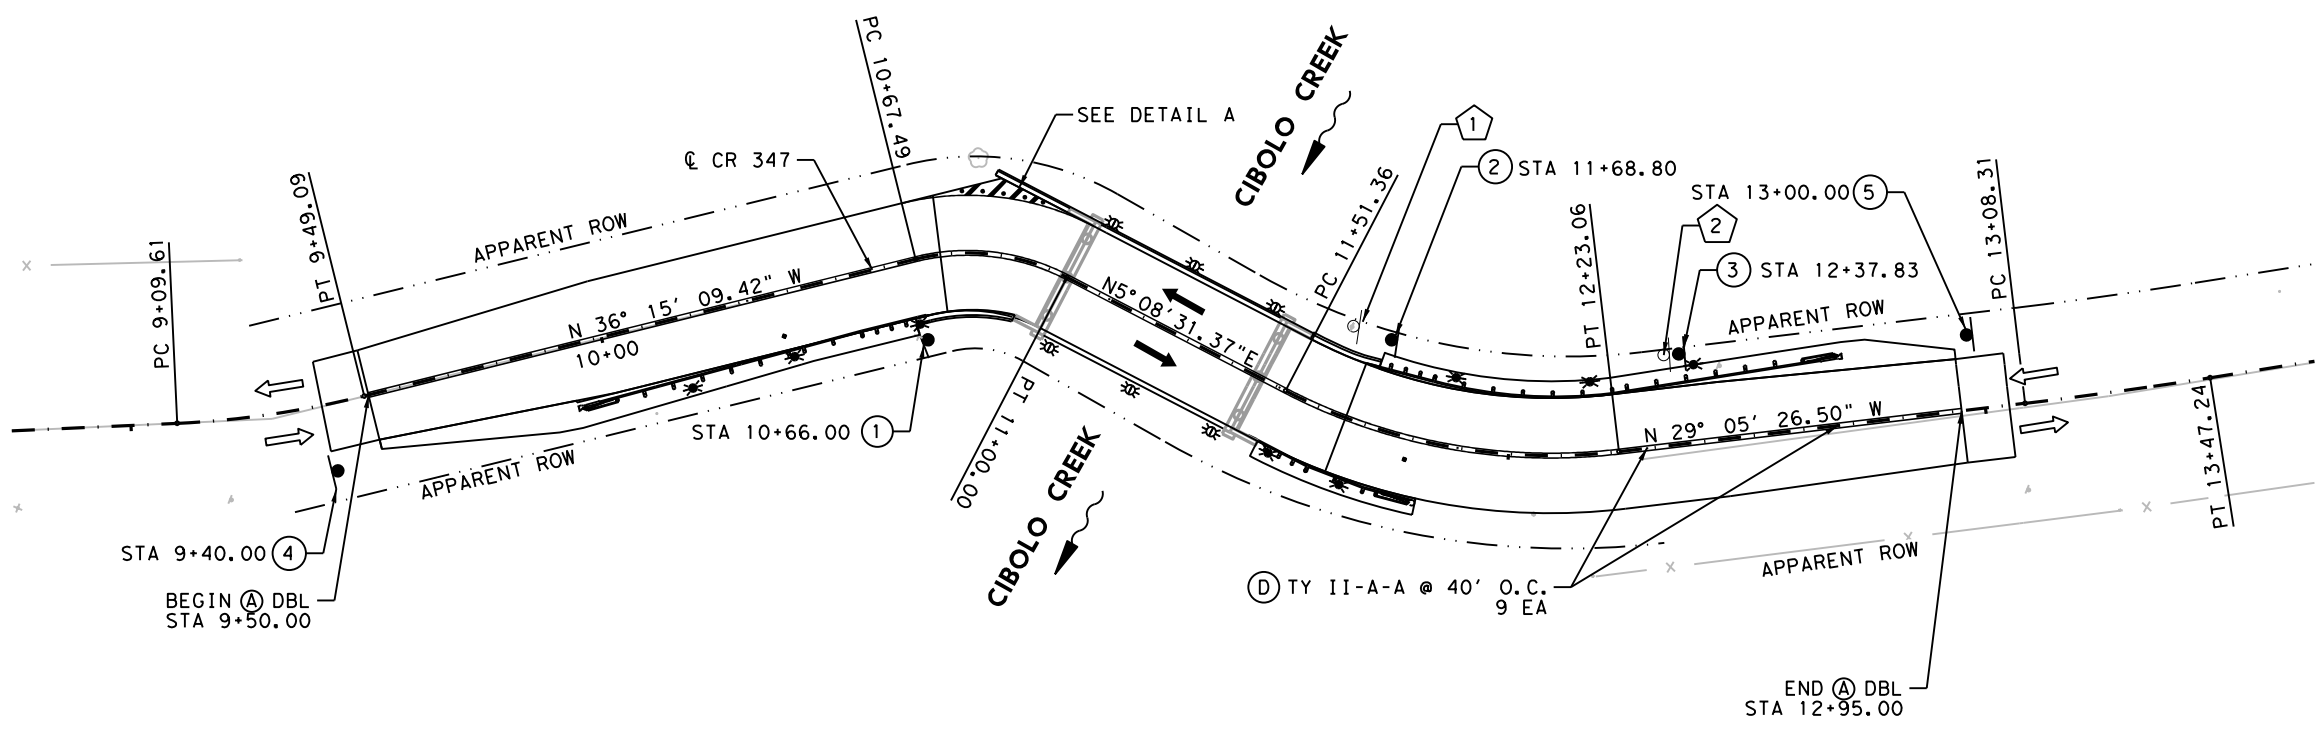 PC 10+67.49
CIBOLO CREEK
SEE DETAIL A
1
℄ CR 347
2 STA 11+68.80
PT 9+49.09
PC 11+51.36
STA 13+00.00 5
PC 13+08.31
2
APPARENT ROW
PC 9+09.61
PT 12+23.06
3 STA 12+37.83
X
N 36° 15′ 09.42" W
10+00
N5°08′31.37"E
APPARENT ROW
N 29° 05′ 26.50" W
STA 10+66.00 1
PT 11+00.00
APPARENT ROW
CIBOLO CREEK
PT 13+47.24
X
X
X
X
STA 9+40.00 4
APPARENT ROW
D TY II-A-A @ 40′ O.C.
9 EA
BEGIN A DBL
STA 9+50.00
END A DBL
STA 12+95.00